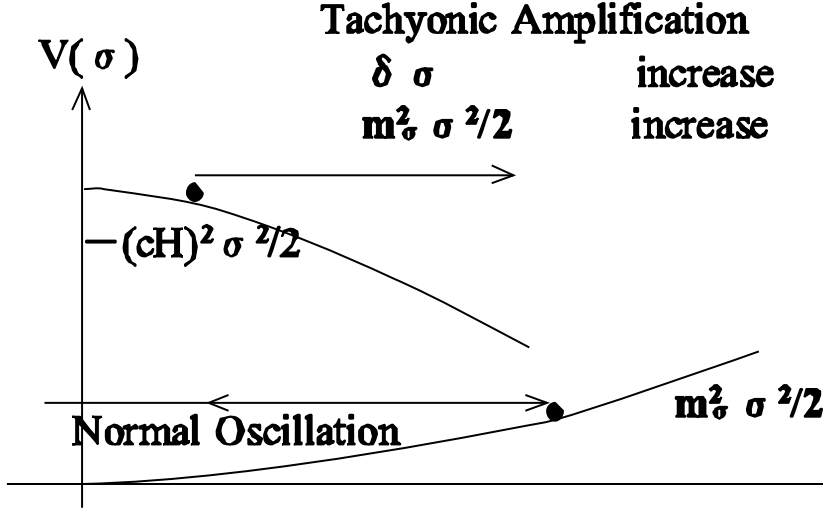 Tachyonic Amplification
V( σ )
δ σ increase
m²σ σ ²/2 increase
−(cH)² σ ²/2
m²σ σ ²/2
Normal Oscillation